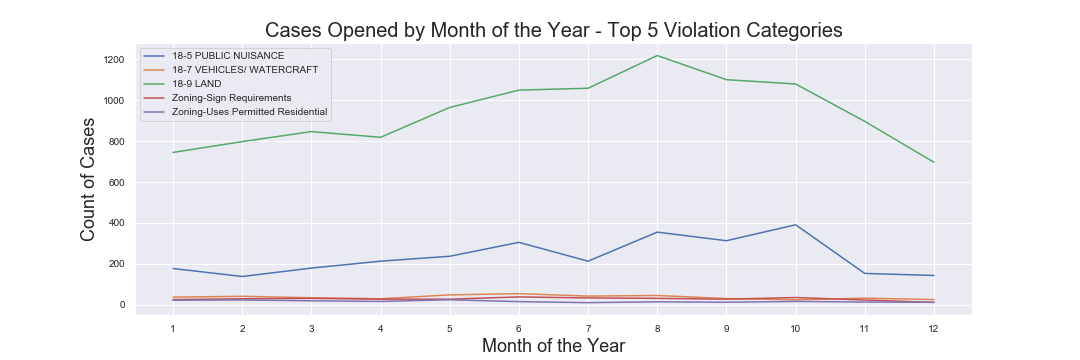 Cases Opened by Month of the Year - Top 5 Violation Categories
18-5 PUBLIC NUISANCE
18-7 VEHICLES/ WATERCRAFT
18-9 LAND
Zoning-Sign Requirements
Zoning-Uses Permitted Residential
Count of Cases
1200
1000
800
600
400
200
0
1 2 3 4 5 6 7 8 9 10 11 12
Month of the Year